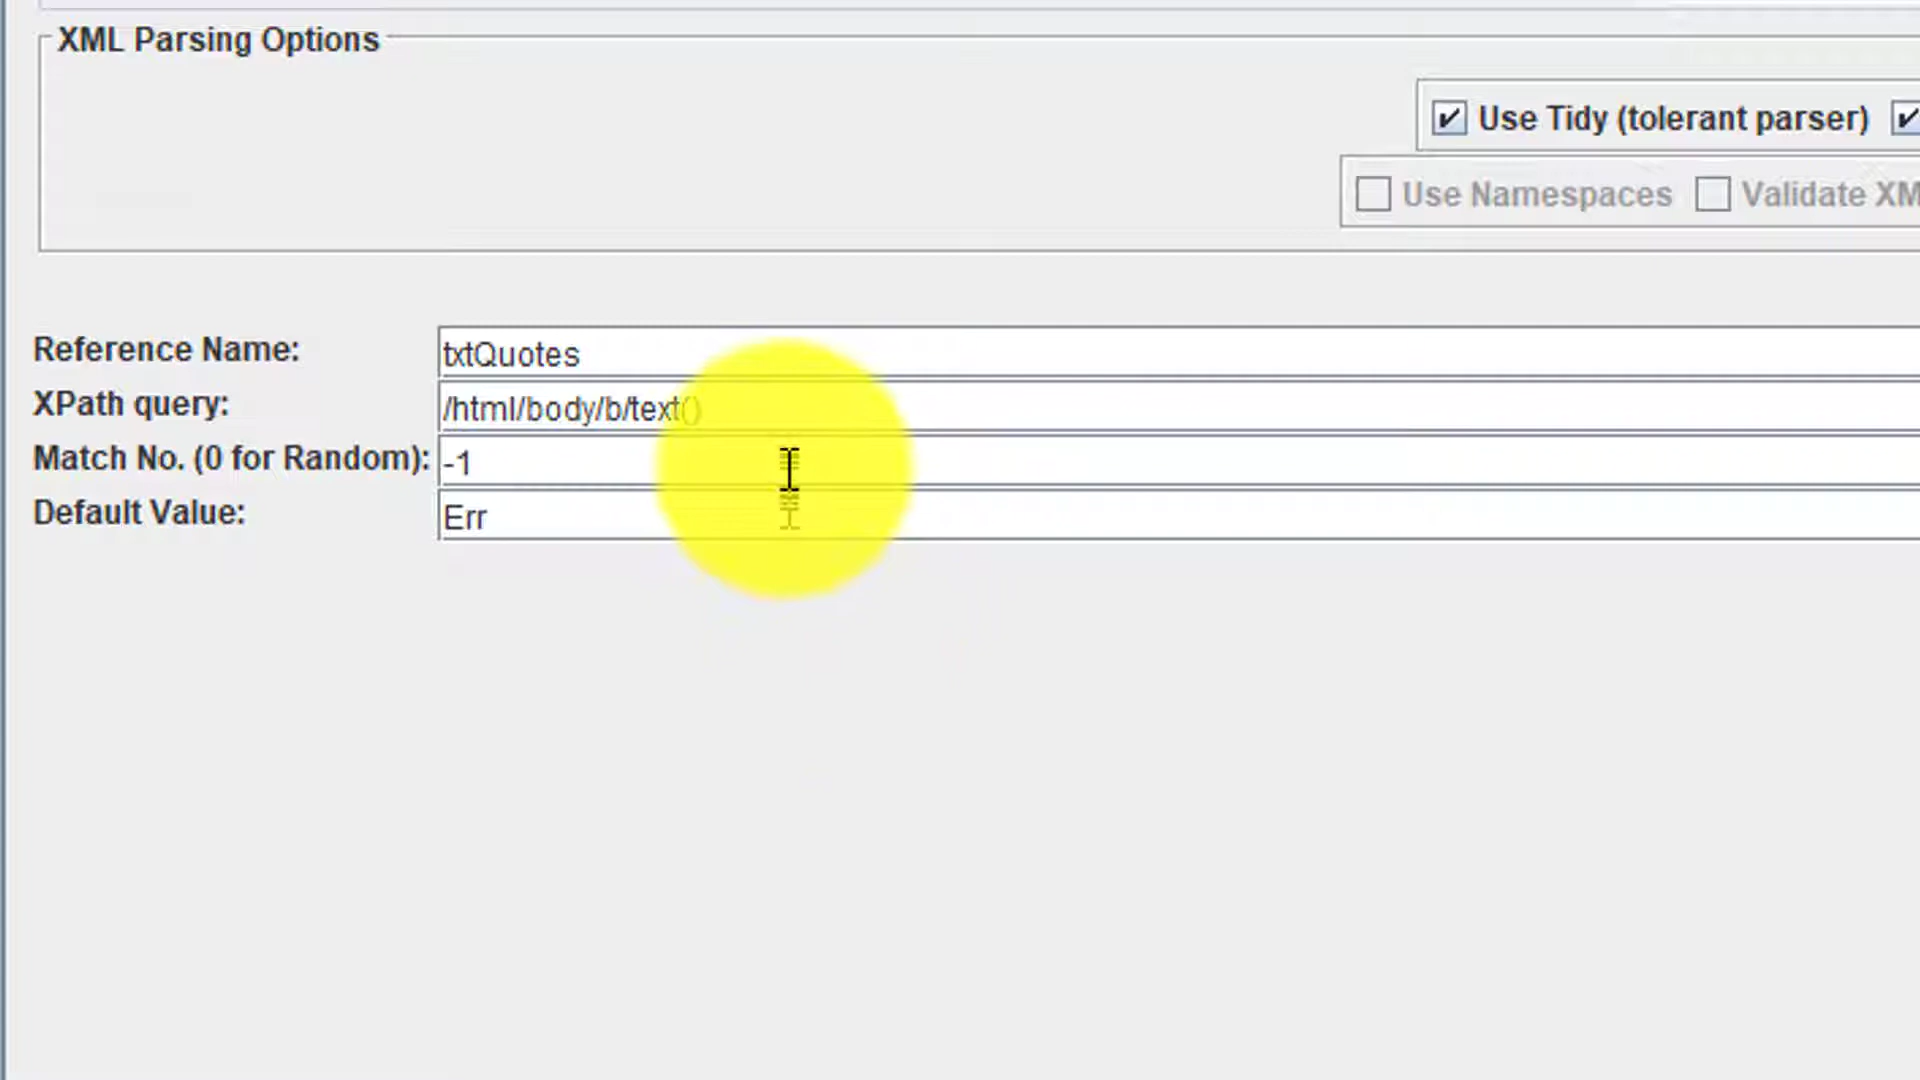 XML Parsing Options
Use Tidy (tolerant parser)
Use Namespaces Validate
Reference Name: txtQuotes
XPath query: /html/body/b/text()
Match No. (0 for Random): -1
Default Value: Err